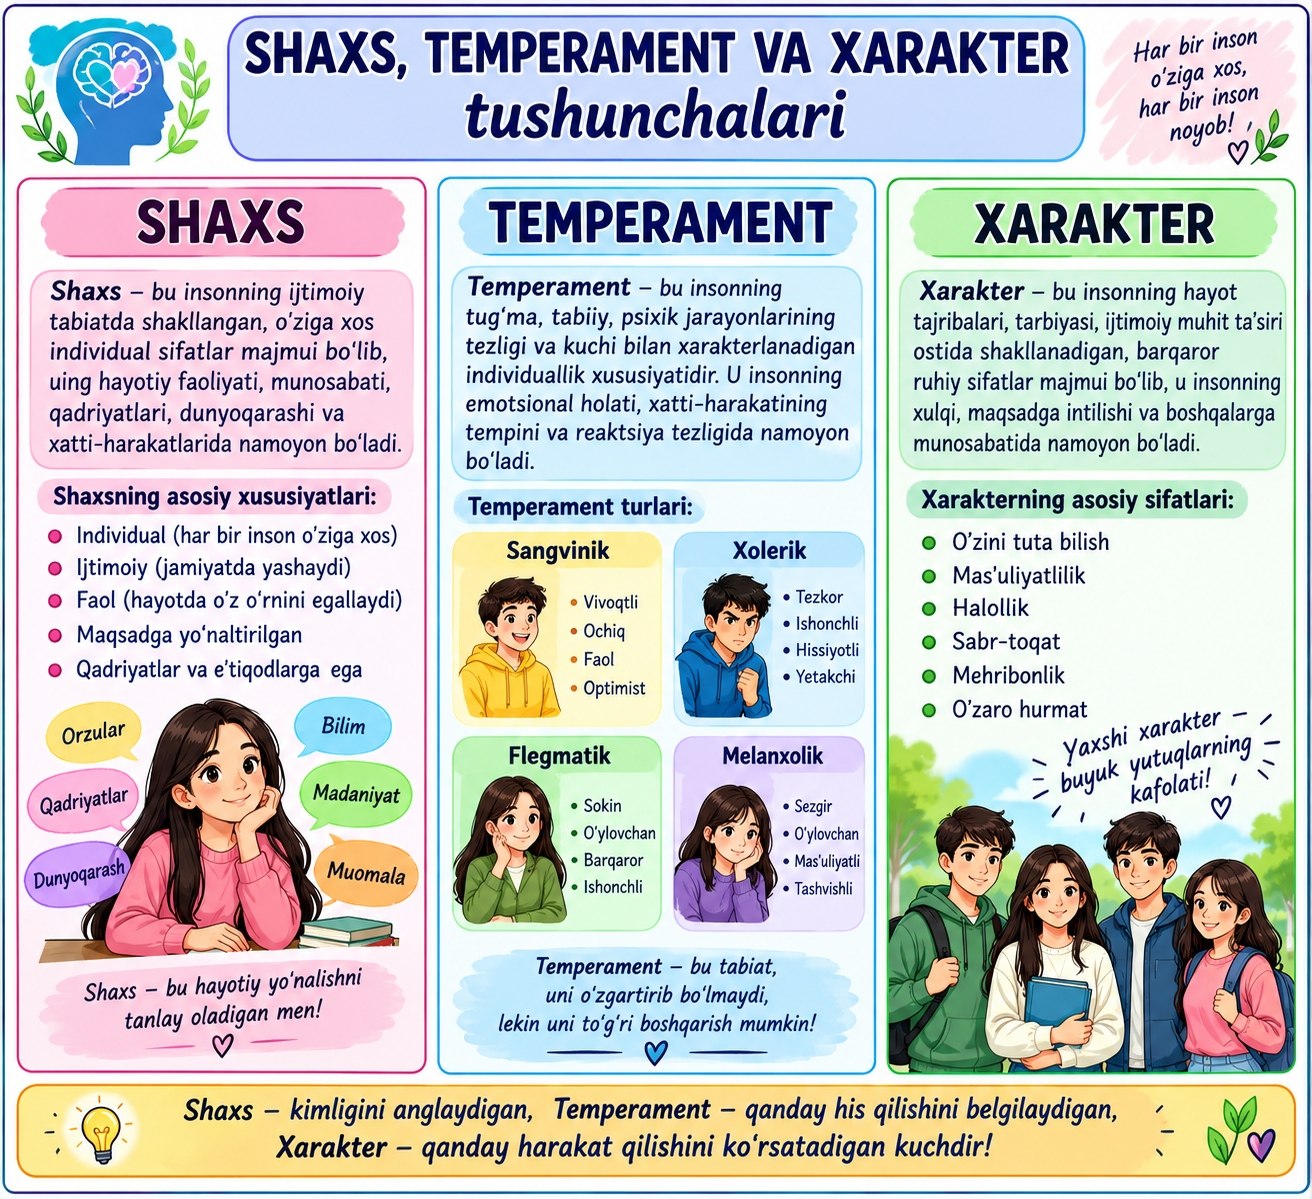 SHAXS, TEMPERAMENT VA XARAKTER
tushunchalari
Har bir inson
o'ziga xos,
har bir inson
noyob!
SHAXS
Shaxs – bu insonning ijtimoiy
tabiatda shakllangan, o'ziga xos
individual sifatlar majmui bo'lib,
uing hayotiy faoliyati, munosabati,
qadriyatlari, dunyoqarashi va
xatti-harakatlarida namoyon bo'ladi.
Shaxsning asosiy xususiyatlari:
Individual (har bir inson o'ziga xos)
Ijtimoiy (jamiyatda yashaydi)
Faol (hayotda o'z o'rnini egallaydi)
Maqsadga yo'naltirilgan
Qadriyatlar va e'tiqodlarga ega
Orzular
Bilim
Qadriyatlar
Madaniyat
Dunyoqarash
Muomala
Shaxs – bu hayotiy yo'nalishni
tanlay oladigan men!
TEMPERAMENT
Temperament – bu insonning
tug'ma, tabiiy, psixik jarayonlarining
tezligi va kuchi bilan xarakterlanadigan
individuallik xususiyatidir. U insonning
emotsional holati, xatti-harakatining
tempini va reaktsiya tezligida namoyon
bo'ladi.
Temperament turlari:
Sangvinik
• Vivoqtli
• Ochiq
• Faol
• Optimist
Xolerik
• Tezkor
• Ishonchli
• Hissiyotli
• Yetakchi
Flegmatik
• Sokin
• O'ylovchan
• Barqaror
• Ishonchli
Melanxolik
• Sezgir
• O'ylovchan
• Mas'uliyatli
• Tashvishli
Temperament – bu tabiat,
uni o'zgartirib bo'lmaydi,
lekin uni to'g'ri boshqarish mumkin!
XARAKTER
Xarakter – bu insonning hayot
tajribalari, tarbiyasi, ijtimoiy muhit ta'siri
ostida shakllanadigan, barqaror
ruhiy sifatlar majmui bo'lib, u insonning
xulqi, maqsadga intilishi va boshqalarga
munosabatida namoyon bo'ladi.
Xarakterning asosiy sifatlari:
O'zini tuta bilish
Mas'uliyatlilik
Halollik
Sabr-toqat
Mehribonlik
O'zaro hurmat
Yaxshi xarakter –
buyuk yutuqlarning
kafolati!
Shaxs – kimligini anglaydigan, Temperament – qanday his qilishini belgilaydigan,
Xarakter – qanday harakat qilishini ko'rsatadigan kuchdir!